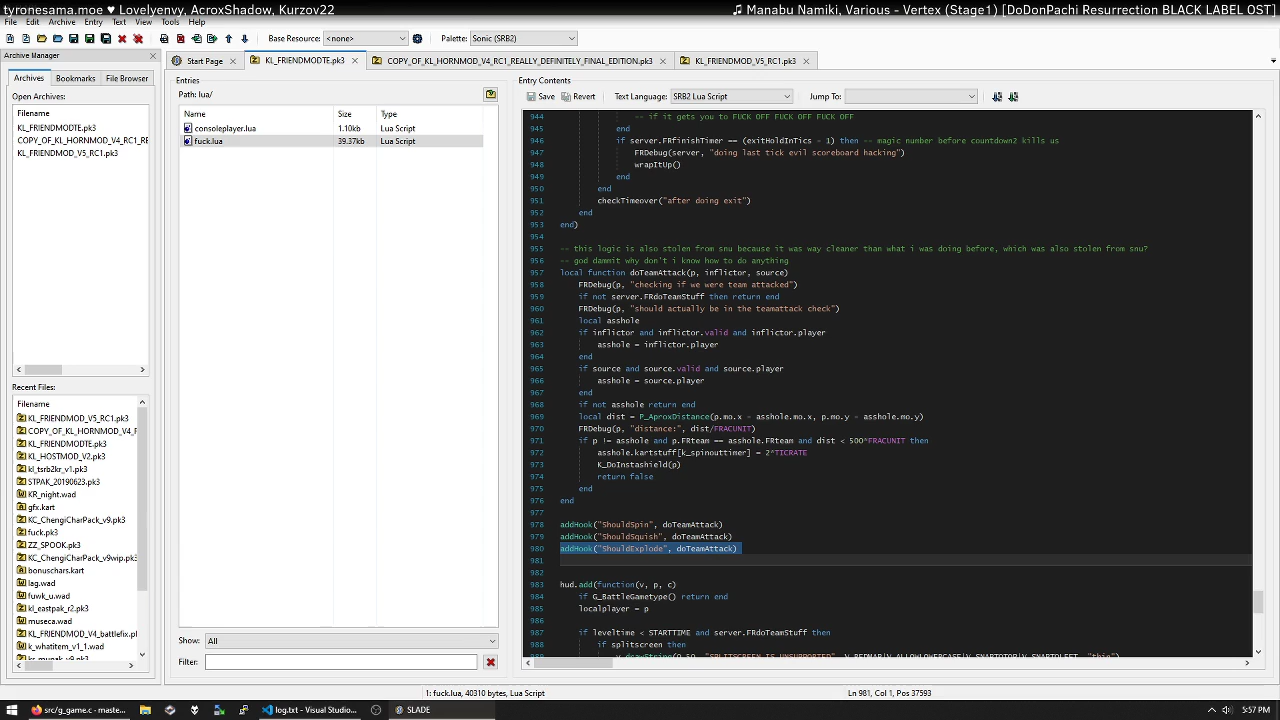 tyronesama.moe ♥ Lovelyenvy, AcroxShadow, Kurzov22
♫ Manabu Namiki, Various - Vertex (Stage1) [DoDonPachi Resurrection BLACK LABEL OST]
File Edit Archive Entry Text View Tools Help
Base Resource: <none>
Palette: Sonic (SRB2)
Archive Manager
Start Page
KL_FRIENDMODTE.pk3
COPY_OF_KL_HORNMOD_V4_RC1_REALLY_DEFINITELY_FINAL_EDITION.pk3
KL_FRIENDMOD_V5_RC1.pk3
Archives Bookmarks File Browser
Open Archives:
Filename
KL_FRIENDMODTE.pk3
COPY_OF_KL_HORNMOD_V4_RC1_RE
KL_FRIENDMOD_V5_RC1.pk3
Recent Files:
Filename
KL_FRIENDMOD_V5_RC1.pk3
COPY_OF_KL_HORNMOD_V4_F
KL_FRIENDMODTE.pk3
KL_HOSTMOD_V2.pk3
kl_tsrb2kr_v1.pk3
STPAK_20190623.pk3
KR_night.wad
gfx.kart
KC_ChengiCharPack_v9.pk3
fuck.pk3
ZZ_SPOOK.pk3
KC_ChengiCharPack_v9wip.pk3
bonuschars.kart
lag.wad
fuwk_u.wad
kl_eastpak_r2.pk3
museca.wad
KL_FRIENDMOD_V4_battlefix.pl
k_whatitem_v1_1.wad
Entries
Path: lua/
Name Size Type
consoleplayer.lua 1.10kb Lua Script
fuck.lua 39.37kb Lua Script
Show: All
Filter:
Entry Contents
Save Revert Text Language: SRB2 Lua Script Jump To:
944 -- if it gets you to FUCK OFF FUCK OFF FUCK OFF
945 end
946 if server.FRfinishTimer == (exitHoldInTics - 1) then -- magic number before countdown2 kills us
947 FRDebug(server, "doing last tick evil scoreboard hacking")
948 wrapItUp()
949 end
950 end
951 checkTimeover("after doing exit")
952 end
953 end)
954
955 -- this logic is also stolen from snu because it was way cleaner than what i was doing before, which was also stolen from snu?
956 -- god dammit why don't i know how to do anything
957 local function doTeamAttack(p, inflictor, source)
958 FRDebug(p, "checking if we were team attacked")
959 if not server.FRdoTeamStuff then return end
960 FRDebug(p, "should actually be in the teamattack check")
961 local asshole
962 if inflictor and inflictor.valid and inflictor.player
963 asshole = inflictor.player
964 end
965 if source and source.valid and source.player
966 asshole = source.player
967 end
968 if not asshole return end
969 local dist = P_AproxDistance(p.mo.x - asshole.mo.x, p.mo.y - asshole.mo.y)
970 FRDebug(p, "distance:", dist/FRACUNIT)
971 if p != asshole and p.FRteam == asshole.FRteam and dist < 500*FRACUNIT then
972 asshole.kartstuff[k_spinouttimer] = 2*TICRATE
973 K_DoInstashield(p)
974 return false
975 end
976 end
977
978 addHook("ShouldSpin", doTeamAttack)
979 addHook("ShouldSquish", doTeamAttack)
980 addHook("ShouldExplode", doTeamAttack)
981
982
983 hud.add(function(v, p, c)
984 if G_BattleGametype() return end
985 localplayer = p
986
987 if leveltime < STARTTIME and server.FRdoTeamStuff then
988 if splitscreen then
1: fuck.lua, 40310 bytes, Lua Script
Ln 981, Col 1, Pos 37593
src/g_game.c - maste...
log.txt - Visual Studio...
SLADE
5:57 PM